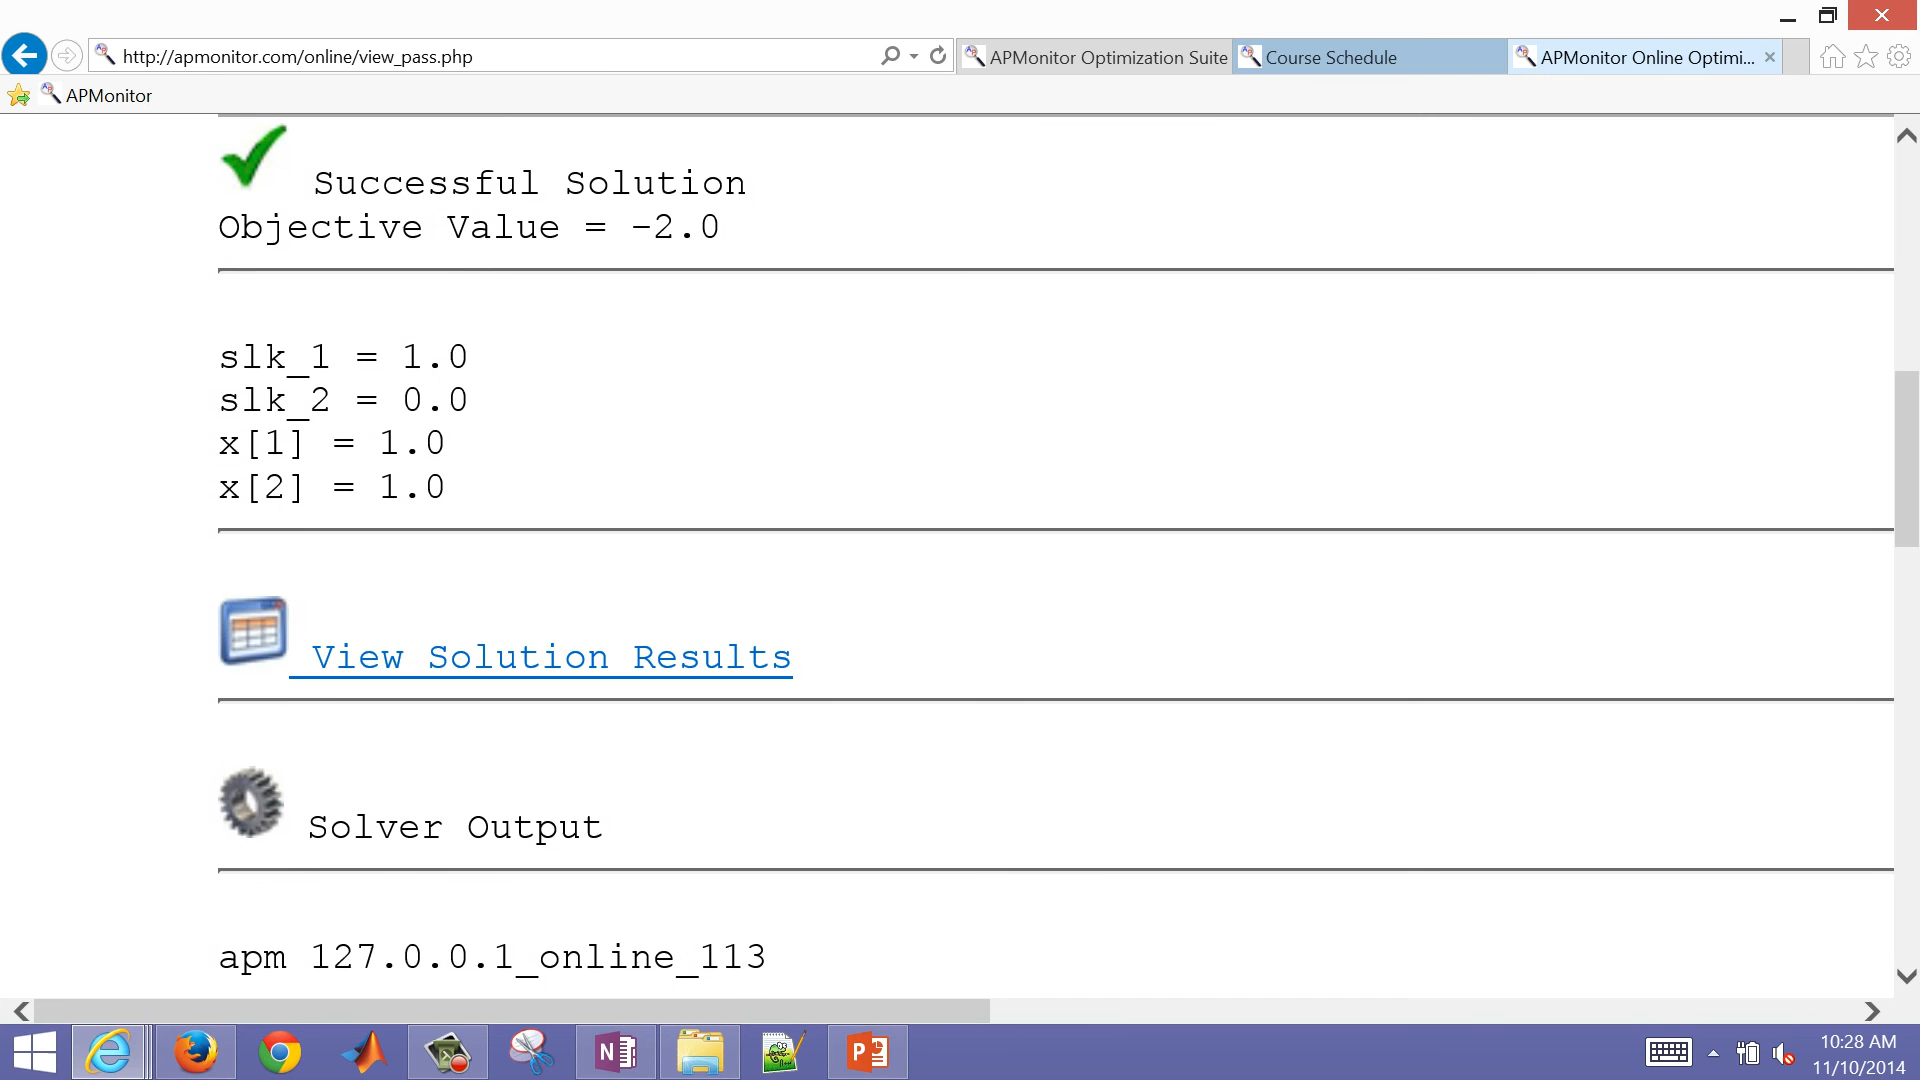 http://apmonitor.com/online/view_pass.php
APMonitor Optimization Suite
Course Schedule
APMonitor Online Optimi...
APMonitor
Successful Solution
Objective Value = -2.0
slk_1 = 1.0
slk_2 = 0.0
x[1] = 1.0
x[2] = 1.0
View Solution Results
Solver Output
apm 127.0.0.1_online_113
10:28 AM
11/10/2014